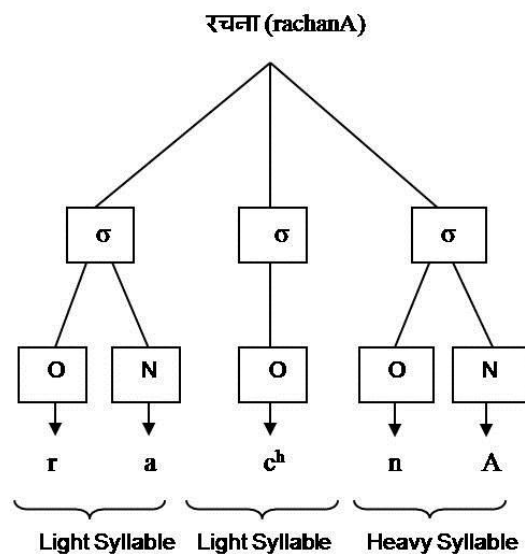 रचना (rachanA)
σ σ σ
O N O O N
r a cʰ n A
Light Syllable Light Syllable Heavy Syllable